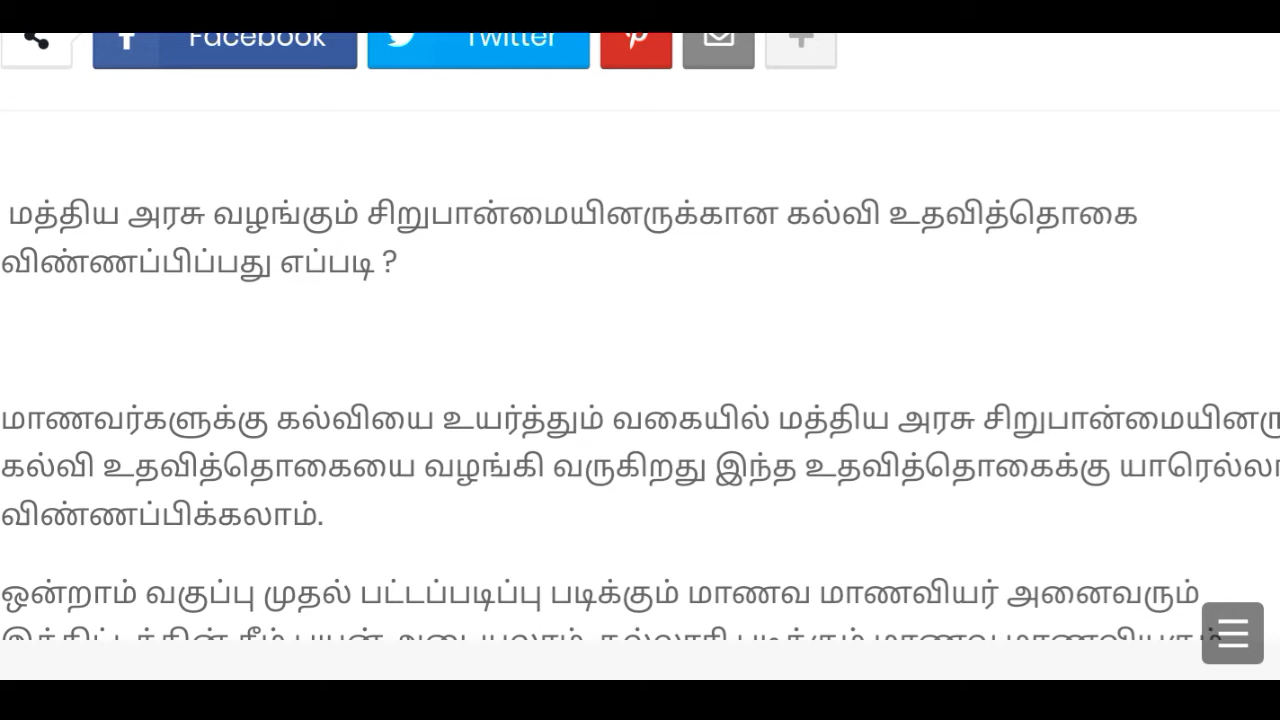 Facebook Twitter
மத்திய அரசு வழங்கும் சிறுபான்மையினருக்கான கல்வி உதவித்தொகை
விண்ணப்பிப்பது எப்படி ?
மாணவர்களுக்கு கல்வியை உயர்த்தும் வகையில் மத்திய அரசு
கல்வி உதவித்தொகையை வழங்கி வருகிறது இந்த உதவித்தொகைக்கு
விண்ணப்பிக்கலாம்.
ஒன்றாம் வகுப்பு முதல் பட்டப்படிப்பு படிக்கும் மாணவ மாணவியர் அனைவரும்